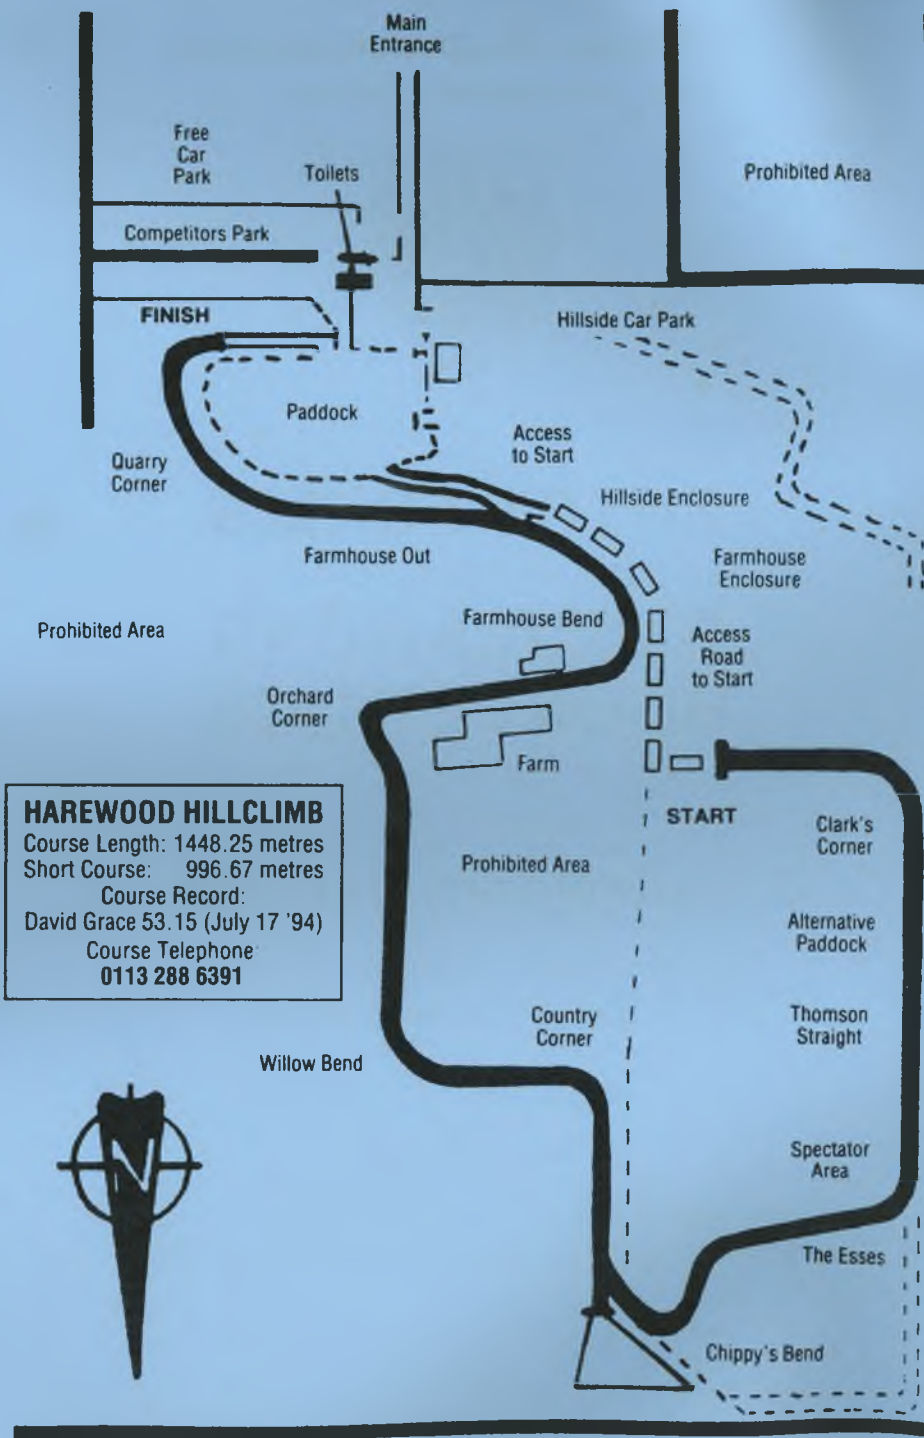 Main
Entrance
Free
Car
Park
Toilets
Prohibited Area
Competitors Park
FINISH
Hillside Car Park
Paddock
Quarry
Corner
Access
to Start
Hillside Enclosure
Farmhouse Out
Farmhouse
Enclosure
Prohibited Area
Farmhouse Bend
Access
Road
to Start
Orchard
Corner
Farm
START
HAREWOOD HILLCLIMB
Course Length: 1448.25 metres
Short Course: 996.67 metres
Course Record:
David Grace 53.15 (July 17 '94)
Course Telephone
0113 288 6391
Clark's
Corner
Prohibited Area
Alternative
Paddock
Country
Corner
Thomson
Straight
Willow Bend
N
Spectator
Area
The Esses
Chippy's Bend